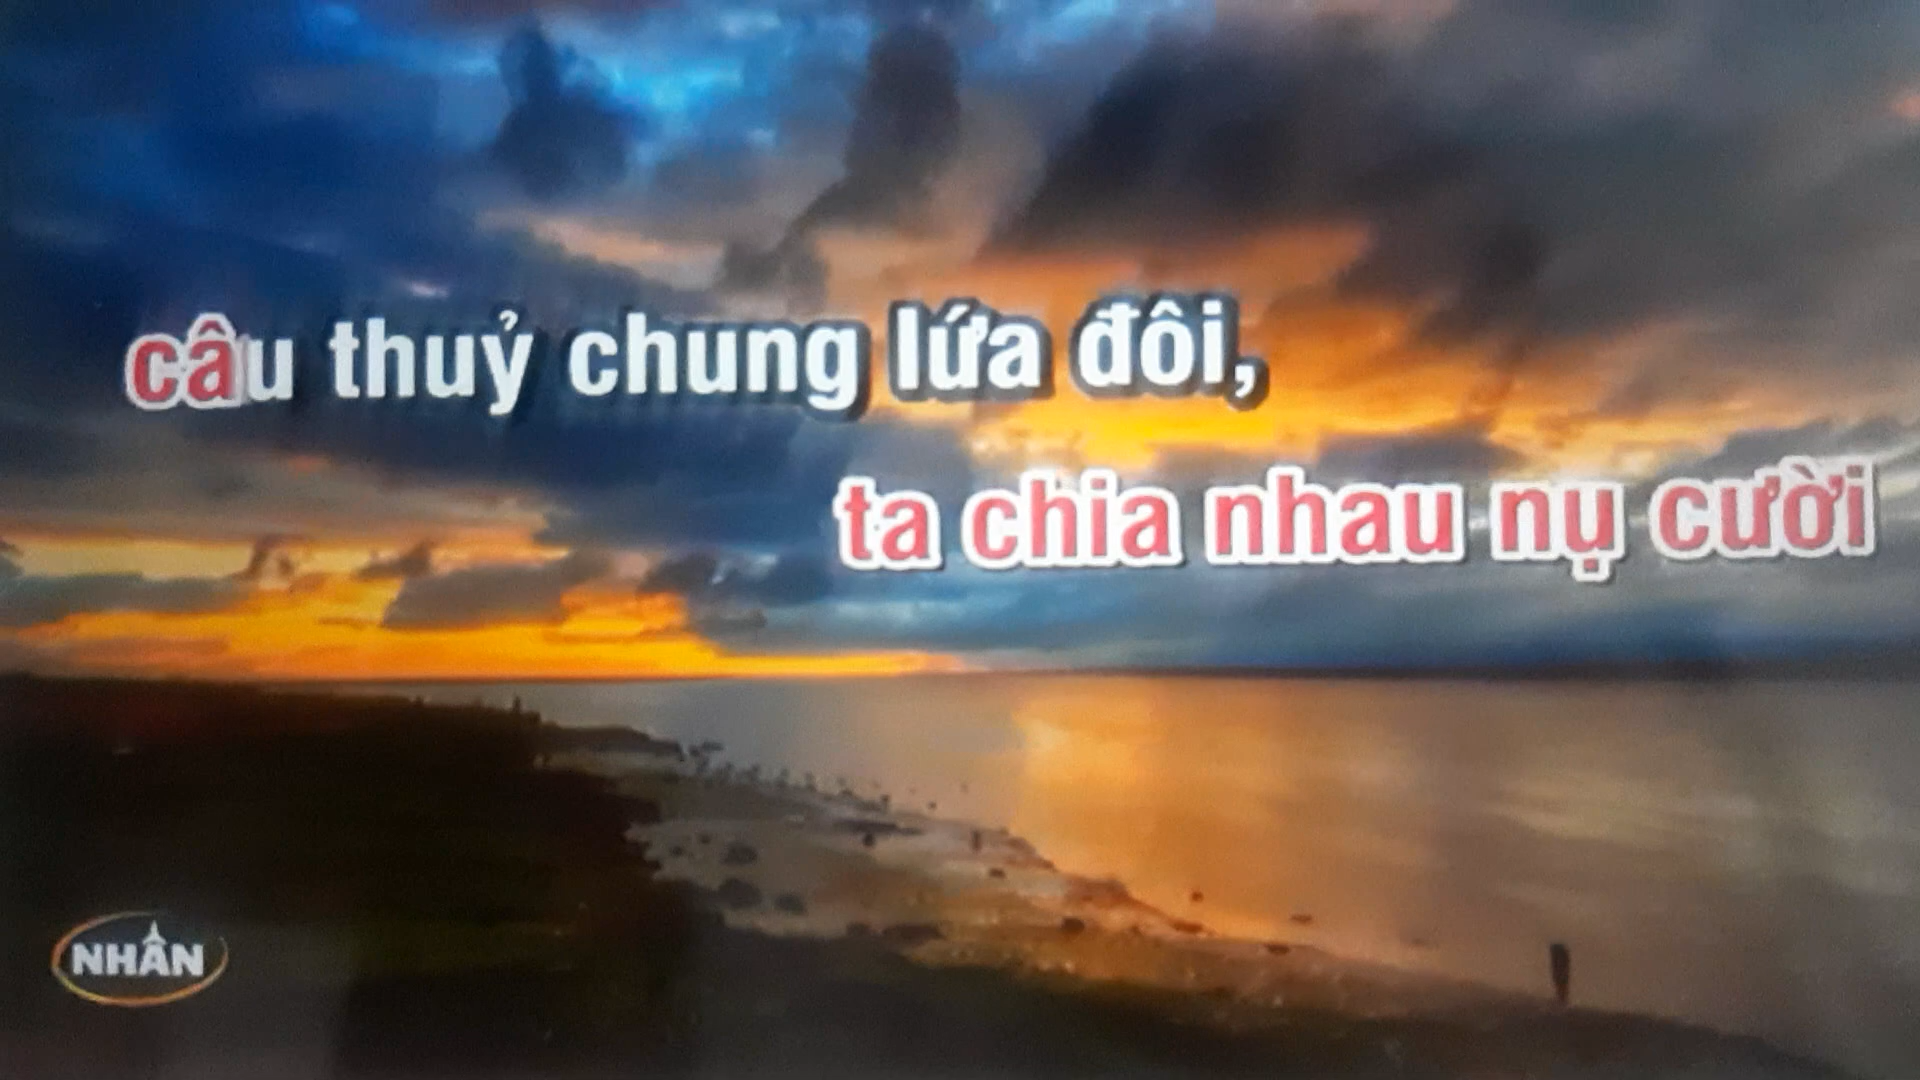 câu thuỷ chung lứa đôi,
ta chia nhau nụ cười
NHÂN